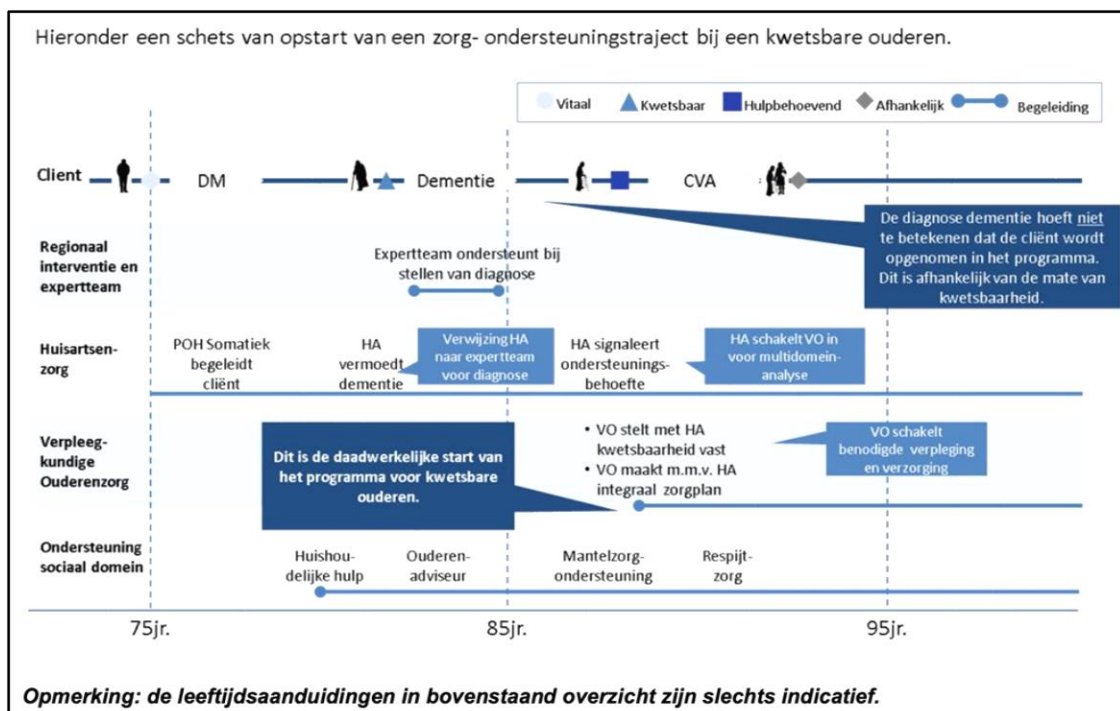 Hieronder een schets van opstart van een zorg- ondersteuningstraject bij een kwetsbare ouderen.
Vitaal
Kwetsbaar
Hulpbehoevend
Afhankelijk
Begeleiding
Client
DM
Dementie
CVA
De diagnose dementie hoeft niet
te betekenen dat de cliënt wordt
opgenomen in het programma.
Dit is afhankelijk van de mate van
kwetsbaarheid.
Regionaal
interventie en
expertteam
Expertteam ondersteunt bij
stellen van diagnose
Huisartsen-
zorg
POH Somatiek
begeleidt
cliënt
HA
vermoedt
dementie
Verwijzing HA
naar expertteam
voor diagnose
HA signaleert
ondersteunings-
behoefte
HA schakelt VO in
voor multidomein-
analyse
Verpleeg-
kundige
Ouderenzorg
Dit is de daadwerkelijke start van
het programma voor kwetsbare
ouderen.
• VO stelt met HA
kwetsbaarheid vast
• VO maakt m.m.v. HA
integraal zorgplan
VO schakelt
benodigde verpleging
en verzorging
Ondersteuning
sociaal domein
Huishou-
delijke hulp
Ouderen-
adviseur
Mantelzorg-
ondersteuning
Respijt-
zorg
75jr.
85jr.
95jr.
Opmerking: de leeftijdsaanduidingen in bovenstaand overzicht zijn slechts indicatief.